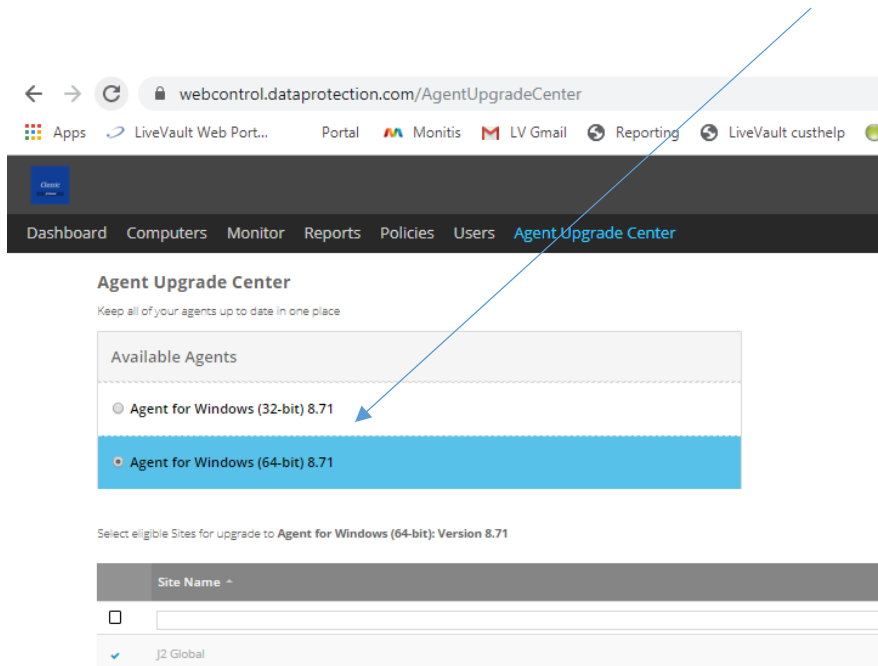 webcontrol.dataprotection.com/AgentUpgradeCenter
Apps LiveVault Web Port... Portal Monitis LV Gmail Reporting LiveVault custhelp
Classic
Dashboard Computers Monitor Reports Policies Users Agent Upgrade Center
Agent Upgrade Center
Keep all of your agents up to date in one place
Available Agents
Agent for Windows (32-bit) 8.71
Agent for Windows (64-bit) 8.71
Select eligible Sites for upgrade to Agent for Windows (64-bit): Version 8.71
Site Name
J2 Global